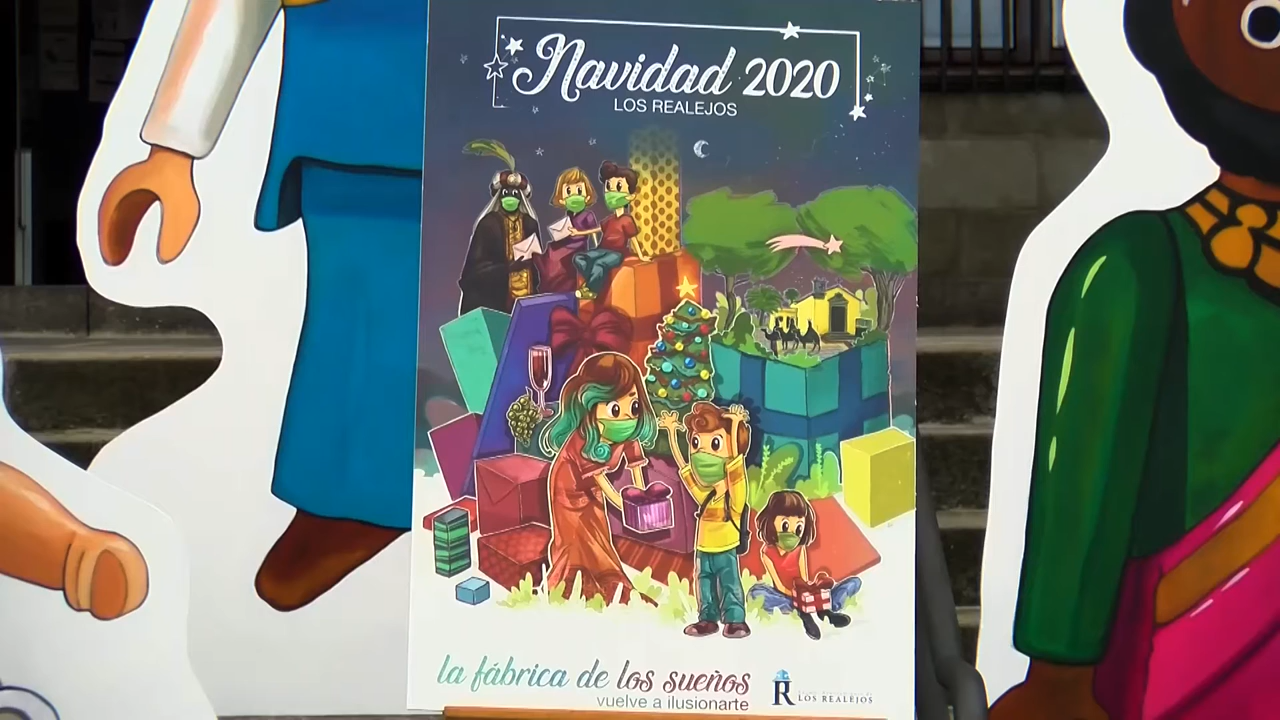 Navidad 2020
LOS REALEJOS
la fábrica de los sueños
vuelve a ilusionarte
R
LOS REALEJOS